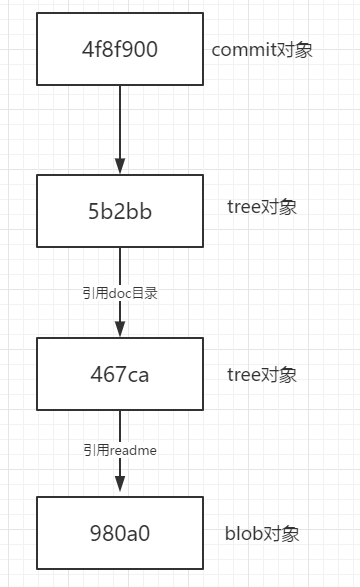 4f8f900 commit对象
5b2bb tree对象
引用doc目录
467ca tree对象
引用readme
980a0 blob对象